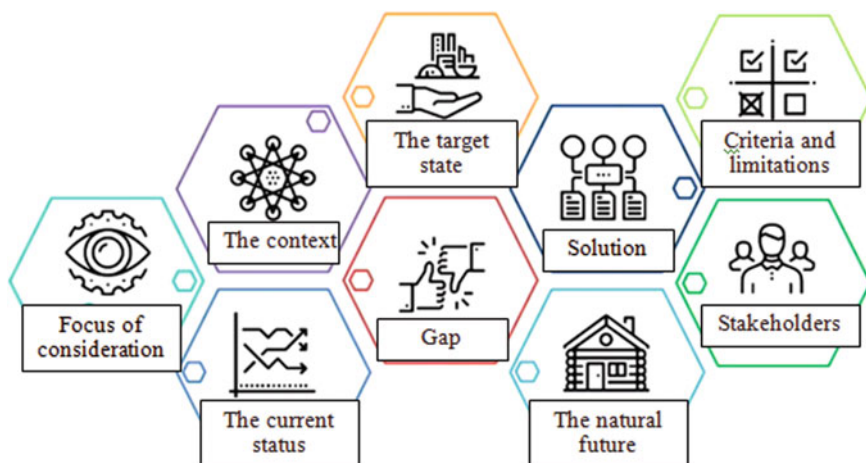 The target
state
Criteria and
limitations
The context
Solution
Focus of
consideration
Gap
Stakeholders
The current
status
The natural
future